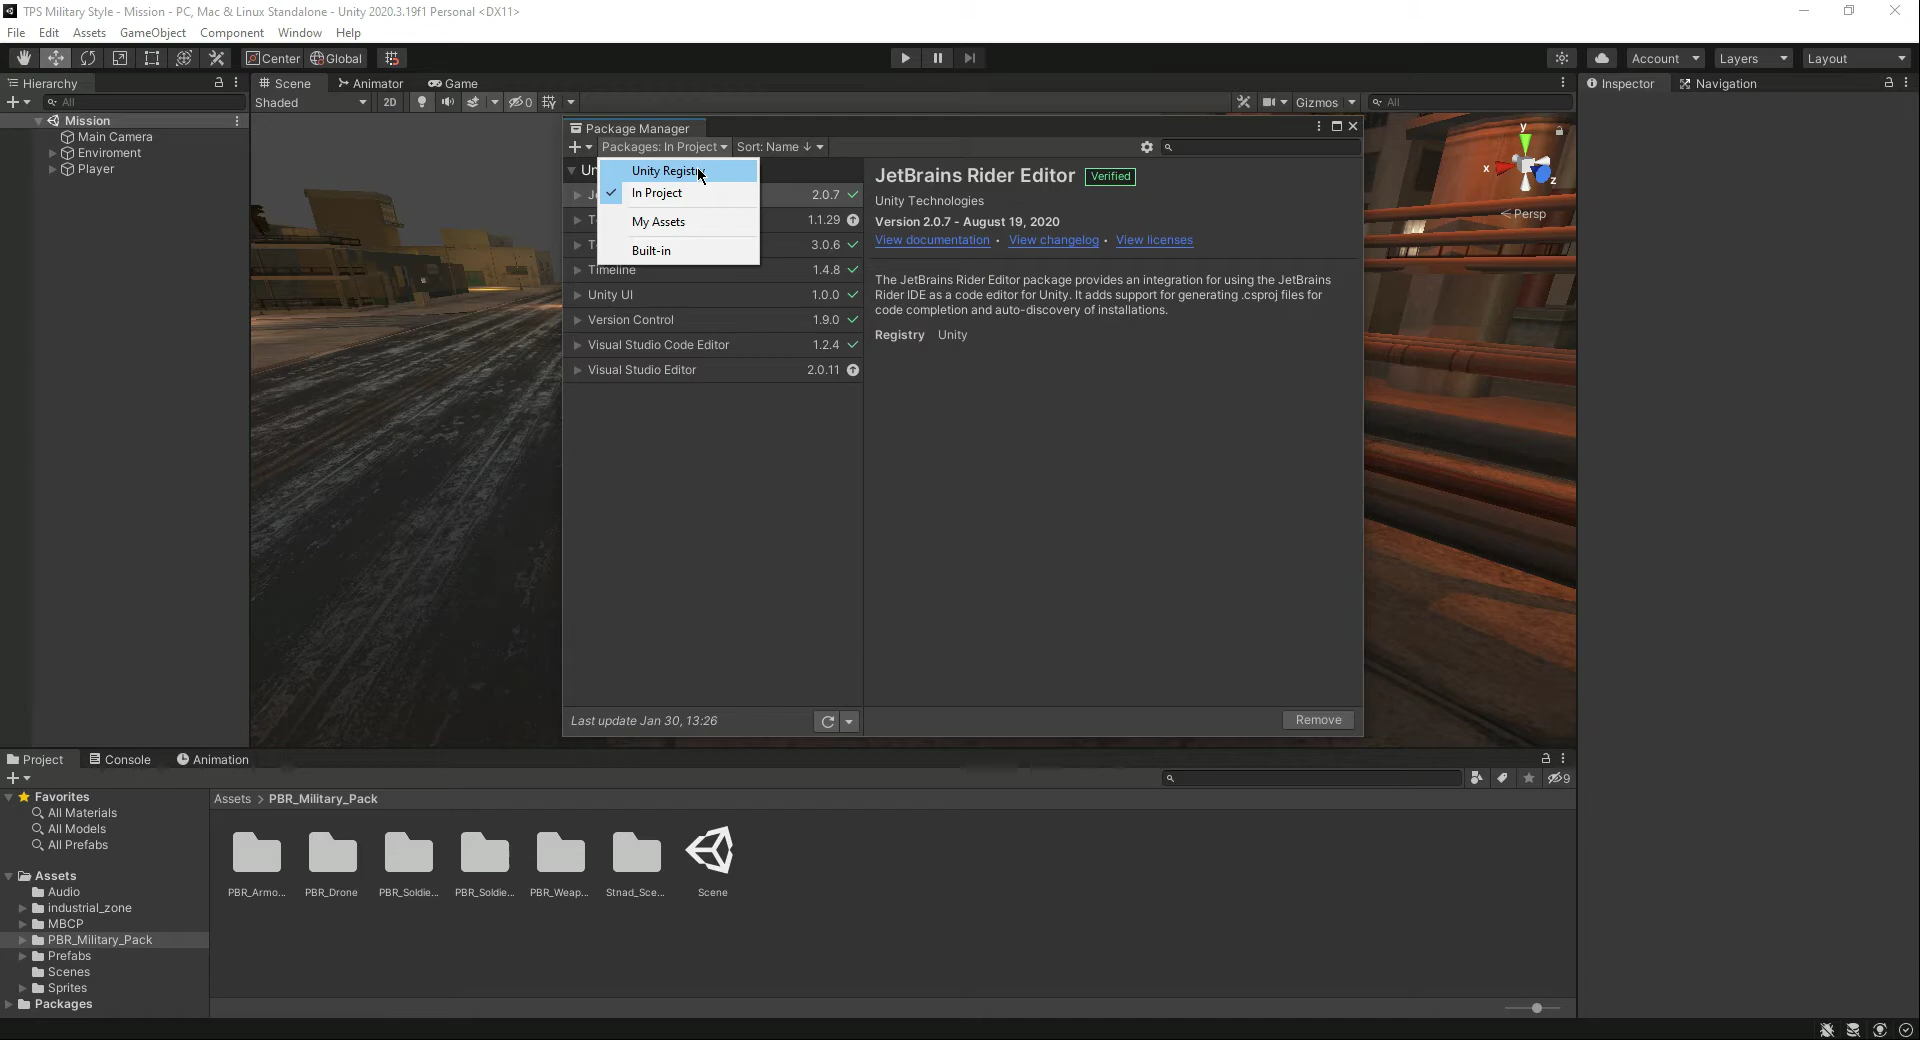 TPS Military Style - Mission - PC, Mac & Linux Standalone - Unity 2020.3.19f1 Personal <DX11>
File Edit Assets GameObject Component Window Help
Center Global Account Layers Layout
Hierarchy
All
Mission
Main Camera
Enviroment
Player
Scene Animator Game
Shaded 2D 0 Gizmos All
y
x
z
Persp
Package Manager
Packages: In Project Sort: Name ↓
Unity Registry
In Project
My Assets
Built-in
Un
Je 2.0.7
Te 1.1.29
Te 3.0.6
Timeline 1.4.8
Unity UI 1.0.0
Version Control 1.9.0
Visual Studio Code Editor 1.2.4
Visual Studio Editor 2.0.11
Last update Jan 30, 13:26
JetBrains Rider Editor Verified
Unity Technologies
Version 2.0.7 - August 19, 2020
View documentation • View changelog • View licenses
The JetBrains Rider Editor package provides an integration for using the JetBrains
Rider IDE as a code editor for Unity. It adds support for generating .csproj files for
code completion and auto-discovery of installations.
Registry Unity
Remove
Inspector Navigation
Project Console Animation
9
Favorites
All Materials
All Models
All Prefabs
Assets
Audio
industrial_zone
MBCP
PBR_Military_Pack
Prefabs
Scenes
Sprites
Packages
Assets > PBR_Military_Pack
PBR_Armo... PBR_Drone PBR_Soldie... PBR_Soldie... PBR_Weap... Stnad_Sce... Scene